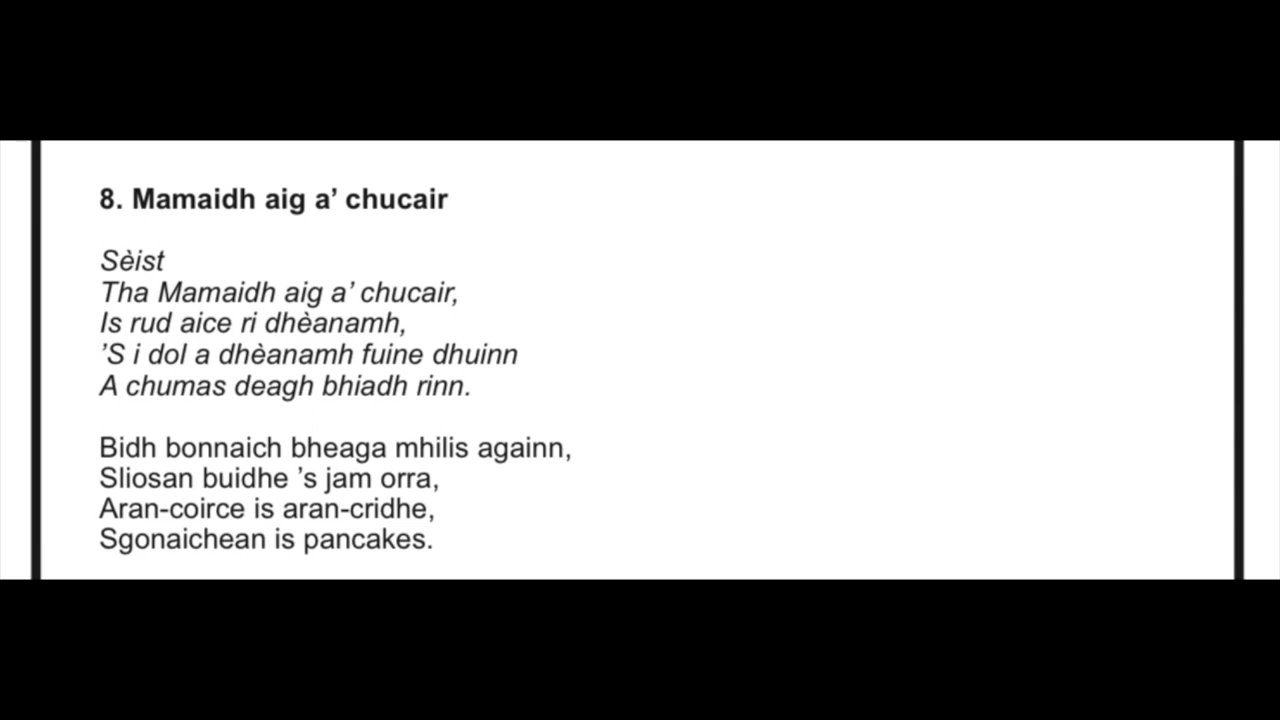 8. Mamaidh aig a’ chucair
Sèist
Tha Mamaidh aig a’ chucair,
Is rud aice ri dhèanamh,
’S i dol a dhèanamh fuine dhuinn
A chumas deagh bhiadh rinn.
Bidh bonnaich bheaga mhilis againn,
Sliosan buidhe ’s jam orra,
Aran-coirce is aran-cridhe,
Sgonaichean is pancakes.